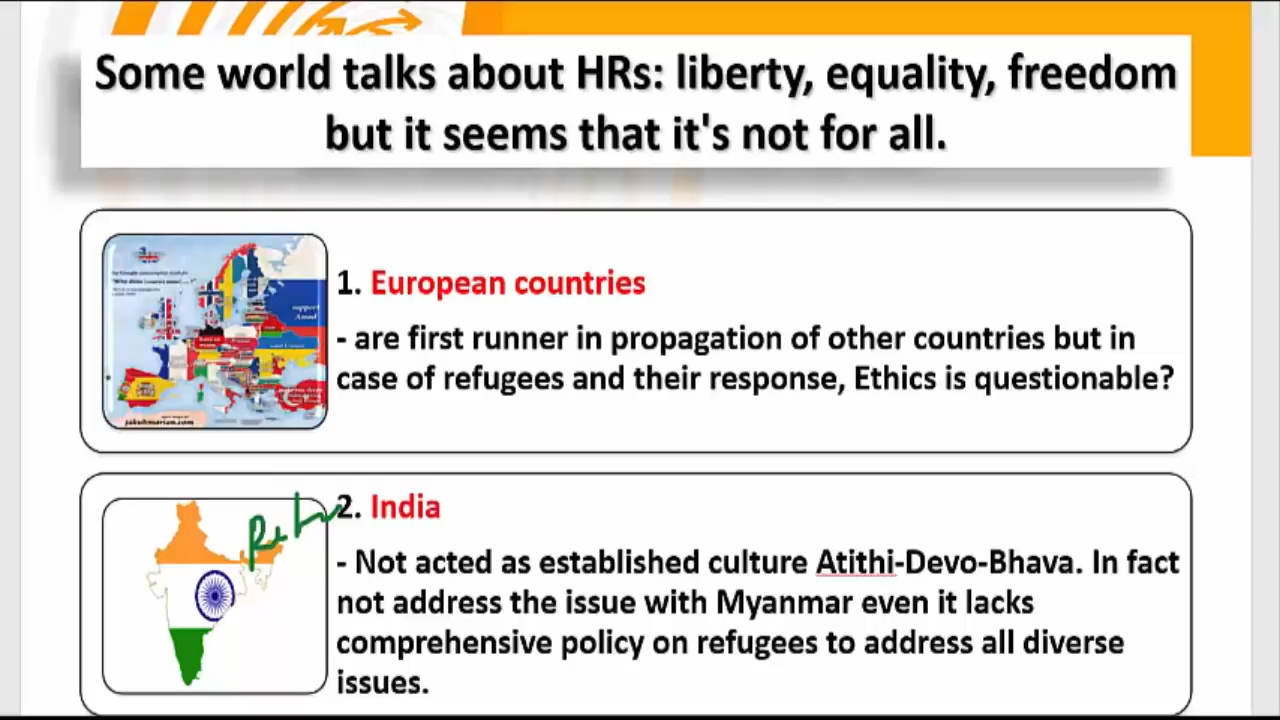 Some world talks about HRs: liberty, equality, freedom
but it seems that it's not for all.
1. European countries
- are first runner in propagation of other countries but in
case of refugees and their response, Ethics is questionable?
2. India
- Not acted as established culture Atithi-Devo-Bhava. In fact
not address the issue with Myanmar even it lacks
comprehensive policy on refugees to address all diverse
issues.